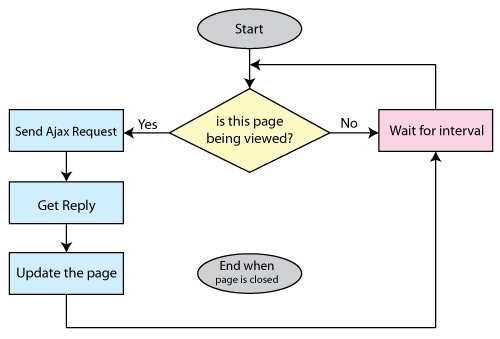 Start
is this page
being viewed?
Yes
No
Send Ajax Request
Wait for interval
Get Reply
Update the page
End when
page is closed